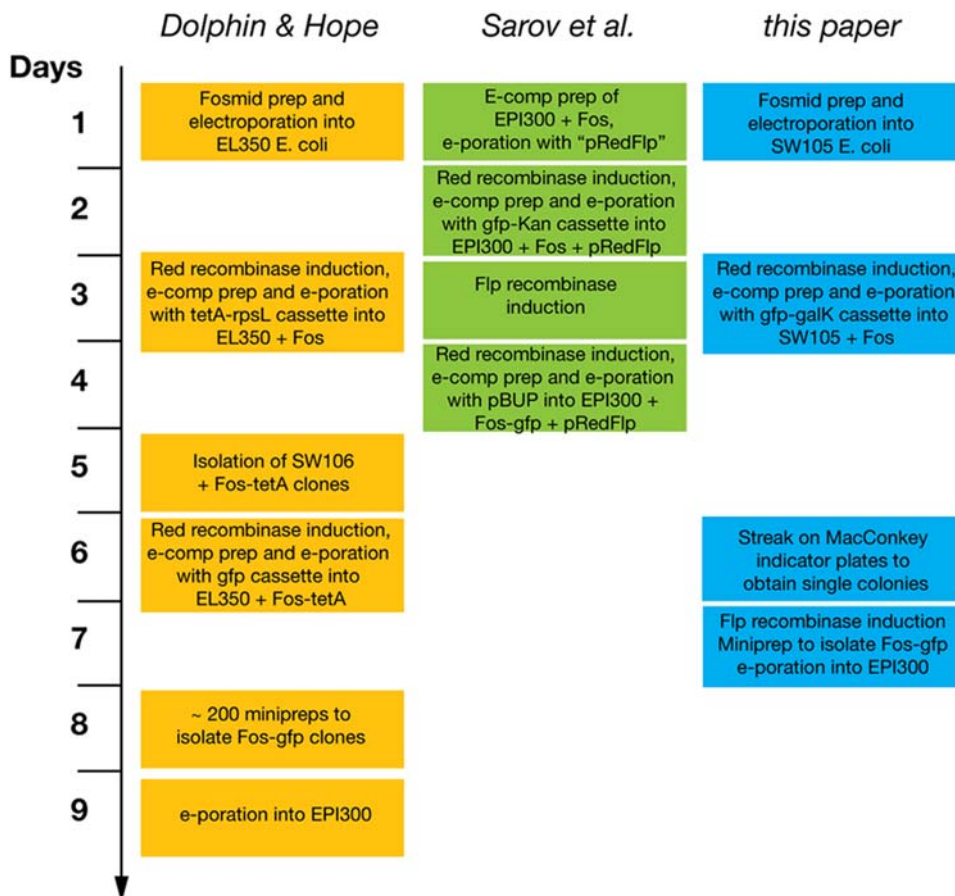 Dolphin & Hope
Sarov et al.
this paper
Days
1
Fosmid prep and
electroporation into
EL350 E. coli
E-comp prep of
EPI300 + Fos,
e-poration with "pRedFlp"
Fosmid prep and
electroporation into
SW105 E. coli
2
Red recombinase induction,
e-comp prep and e-poration
with gfp-Kan cassette into
EPI300 + Fos + pRedFlp
3
Red recombinase induction,
e-comp prep and e-poration
with tetA-rpsL cassette into
EL350 + Fos
Flp recombinase
induction
Red recombinase induction,
e-comp prep and e-poration
with gfp-galK cassette into
SW105 + Fos
4
Red recombinase induction,
e-comp prep and e-poration
with pBUP into EPI300 +
Fos-gfp + pRedFlp
5
Isolation of SW106
+ Fos-tetA clones
6
Red recombinase induction,
e-comp prep and e-poration
with gfp cassette into
EL350 + Fos-tetA
Streak on MacConkey
indicator plates to
obtain single colonies
7
Flp recombinase induction
Miniprep to isolate Fos-gfp
e-poration into EPI300
8
~ 200 minipreps to
isolate Fos-gfp clones
9
e-poration into EPI300